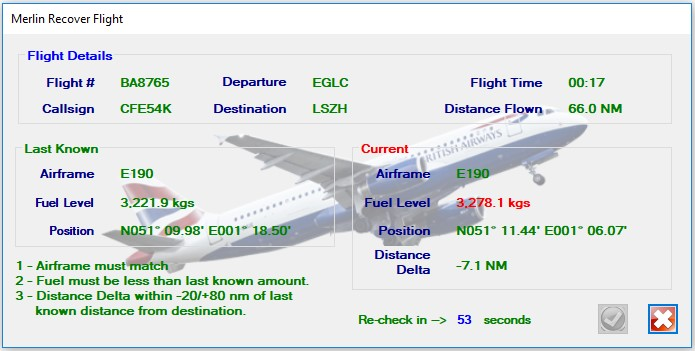 Merlin Recover Flight
Flight Details
Flight # BA8765 Departure EGLC Flight Time 00:17
Callsign CFE54K Destination LSZH Distance Flown 66.0 NM
BRITISH AIRWAYS
Last Known
Airframe E190
Fuel Level 3,221.9 kgs
Position N051° 09.98' E001° 18.50'
Current
Airframe E190
Fuel Level 3,278.1 kgs
Position N051° 11.44' E001° 06.07'
Distance
Delta -7.1 NM
1 - Airframe must match
2 - Fuel must be less than last known amount.
3 - Distance Delta within -20/+80 nm of last
known distance from destination.
Re-check in --> 53 seconds